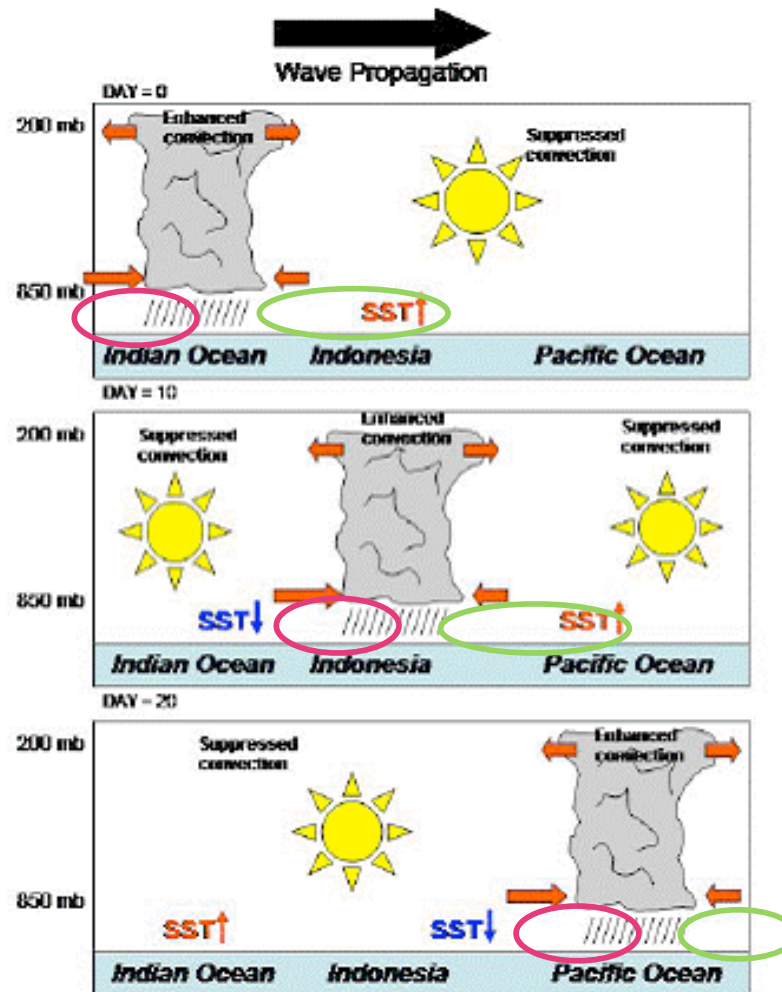 Wave Propagation
DAY = 0
200 mb
Enhanced
convection
Suppressed
convection
850 mb
SST↑
Indian Ocean Indonesia Pacific Ocean
DAY = 10
200 mb
Suppressed
convection
Enhanced
convection
Suppressed
convection
850 mb
SST↓ SST↑
Indian Ocean Indonesia Pacific Ocean
DAY = 20
200 mb
Suppressed
convection
Enhanced
convection
850 mb
SST↑ SST↓
Indian Ocean Indonesia Pacific Ocean